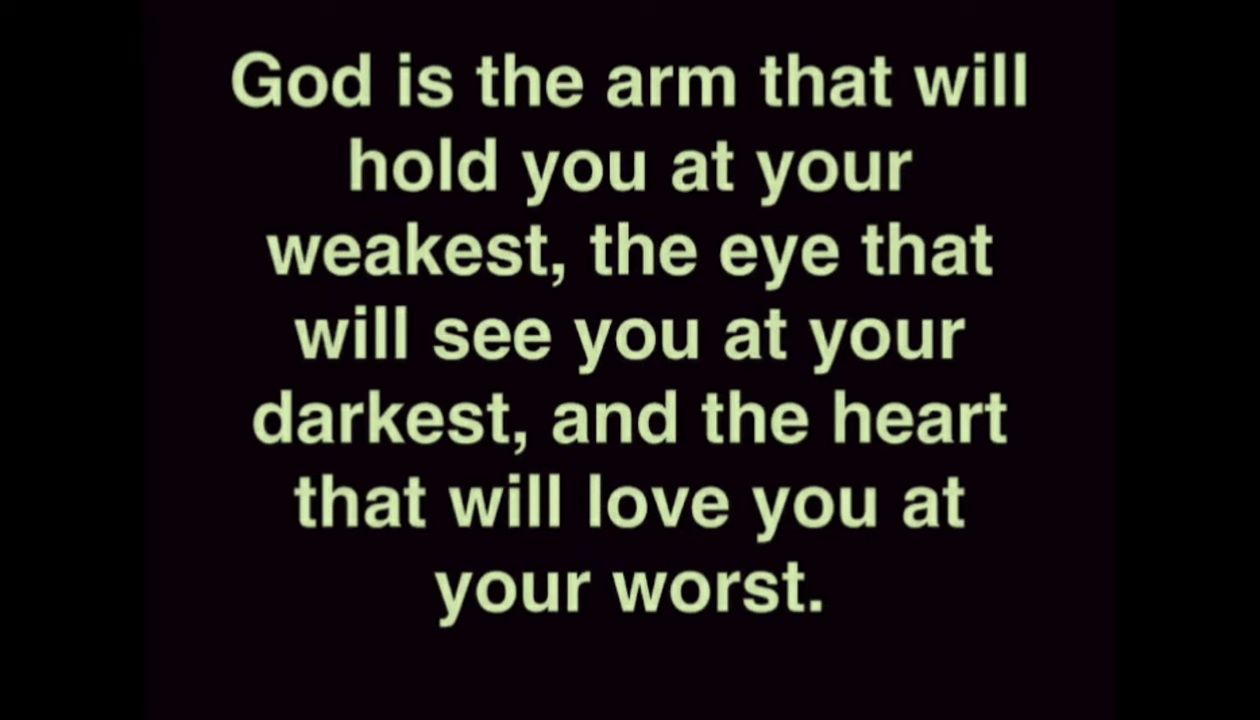 God is the arm that will
hold you at your
weakest, the eye that
will see you at your
darkest, and the heart
that will love you at
your worst.